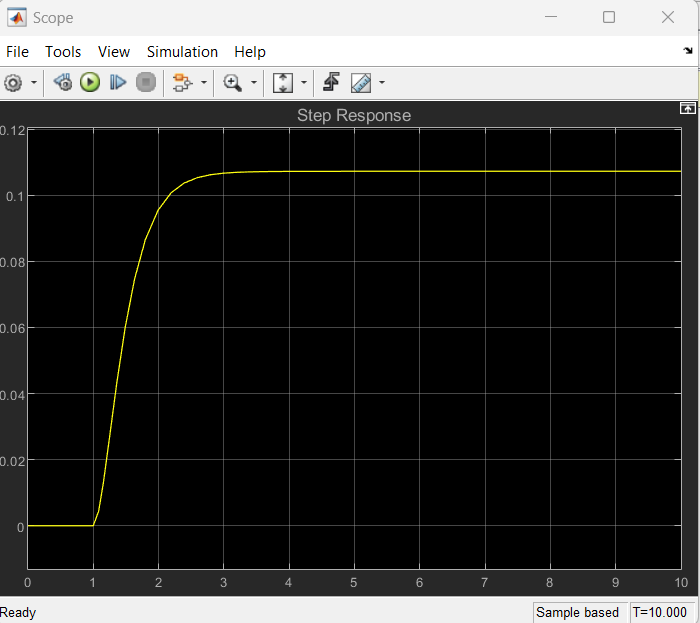 Scope
File Tools View Simulation Help
Step Response
0.12
0.1
0.08
0.06
0.04
0.02
0
0 1 2 3 4 5 6 7 8 9 10
Ready Sample based T=10.000